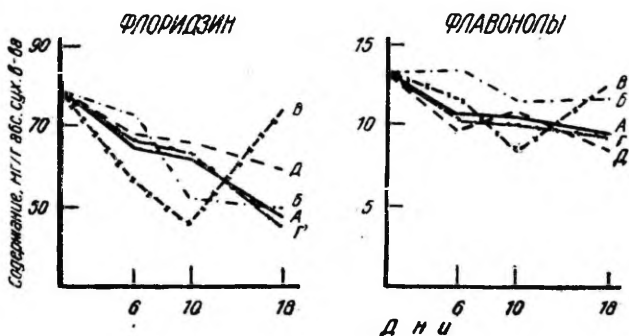 ФЛОРИДЗИН
ФЛАВОНОЛЫ
Содержание, мг/г абс. сух. в-ва
90
70
50
6
10
18
В
Д
Б
А
Г
15
10
5
6
10
18
В
Б
А
Г
Д
Дни